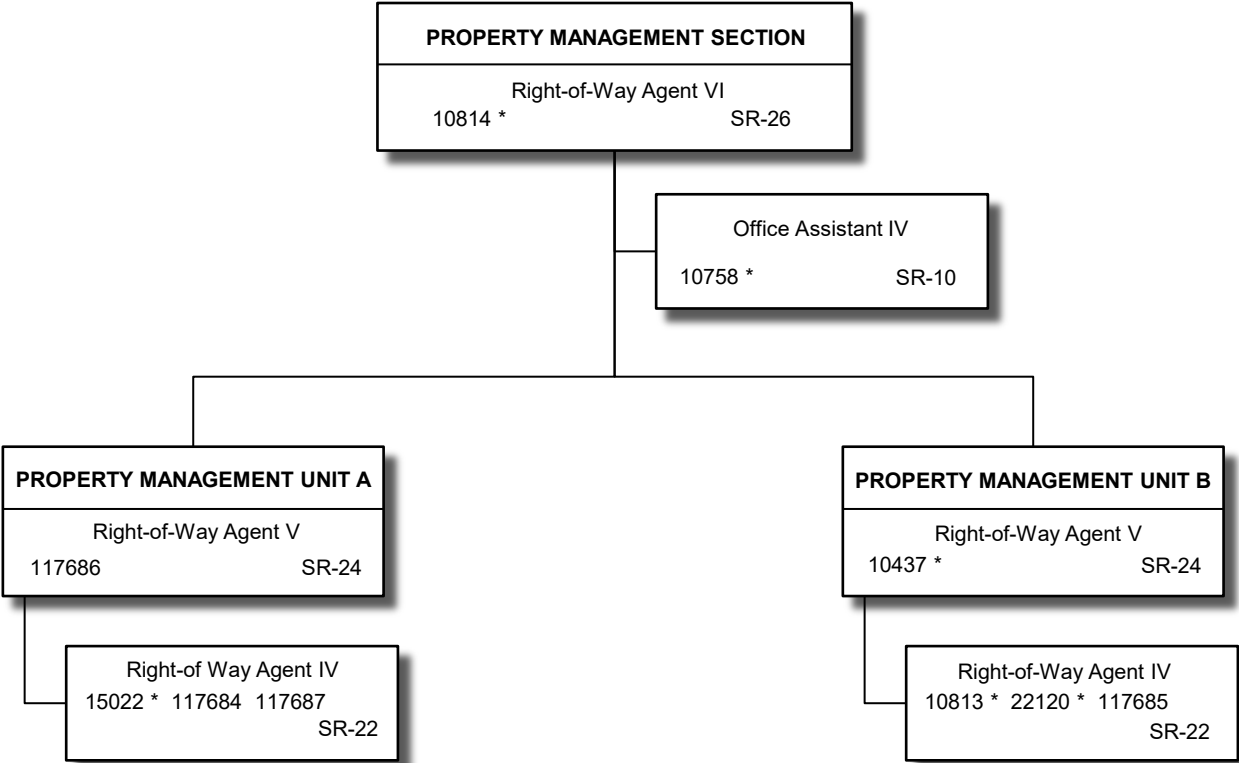 PROPERTY MANAGEMENT SECTION
Right-of-Way Agent VI
10814 * SR-26
Office Assistant IV
10758 * SR-10
PROPERTY MANAGEMENT UNIT A
Right-of-Way Agent V
117686 SR-24
Right-of Way Agent IV
15022 * 117684 117687
SR-22
PROPERTY MANAGEMENT UNIT B
Right-of-Way Agent V
10437 * SR-24
Right-of-Way Agent IV
10813 * 22120 * 117685
SR-22